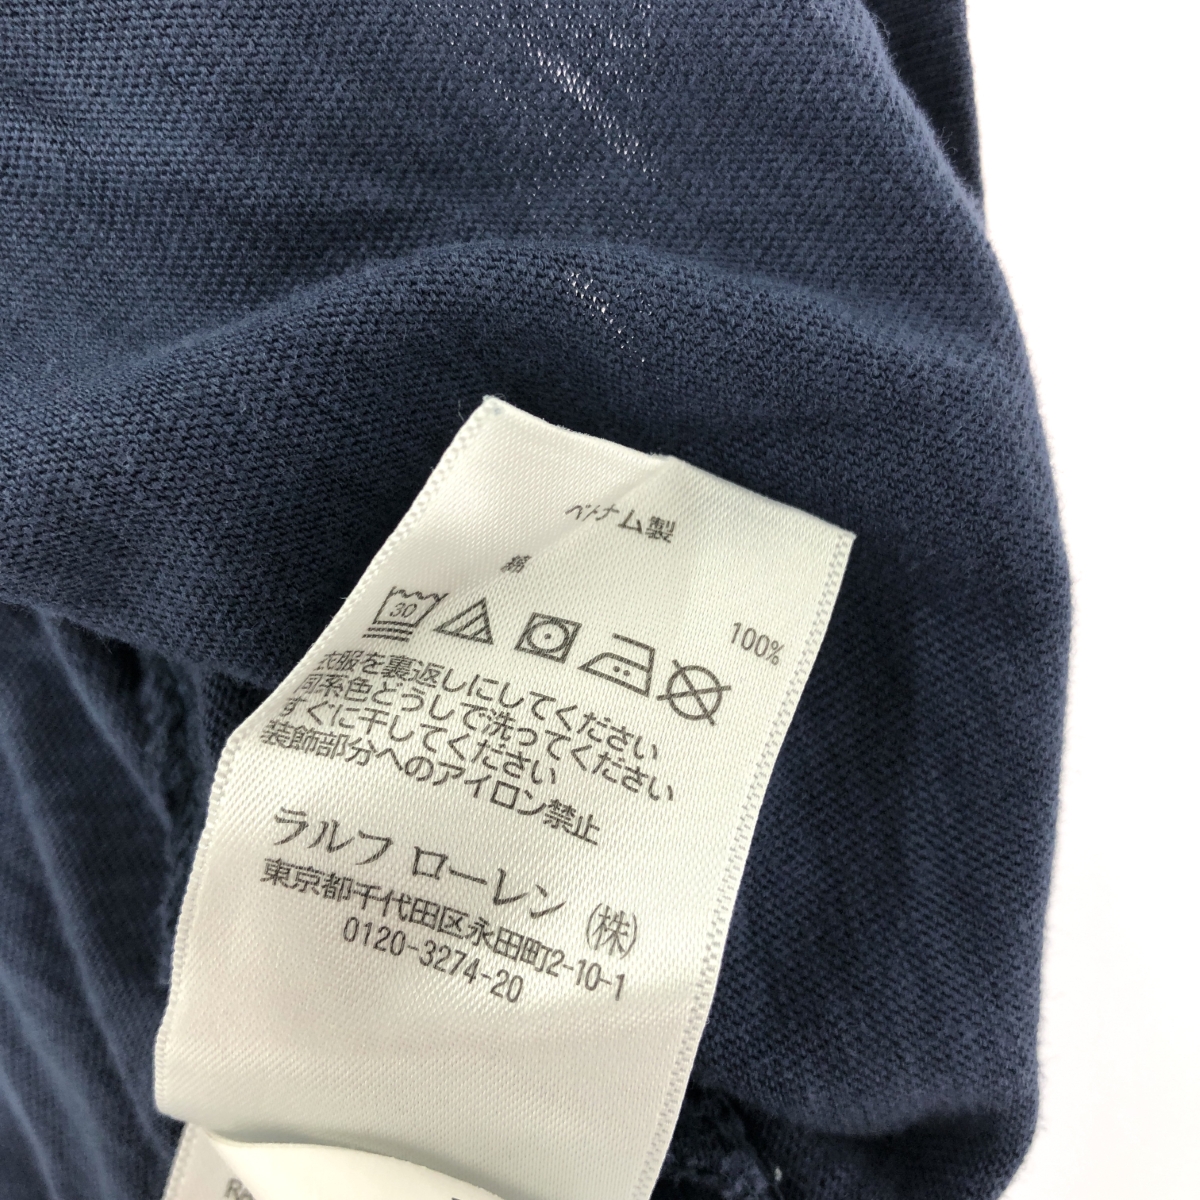 ベトナム製
綿 100%
30
衣服を裏返しにしてください
同系色どうしで洗ってください
すぐに干してください
装飾部分へのアイロン禁止
ラルフ ローレン (株)
東京都千代田区永田町2-10-1
0120-3274-20